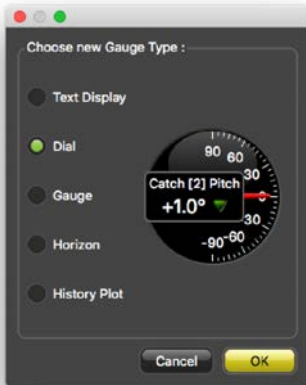 Choose new Gauge Type :
Text Display
Dial
Gauge
Horizon
History Plot
90
60
30
Catch [2] Pitch
+1.0°
0
-30
-60
-90
Cancel
OK